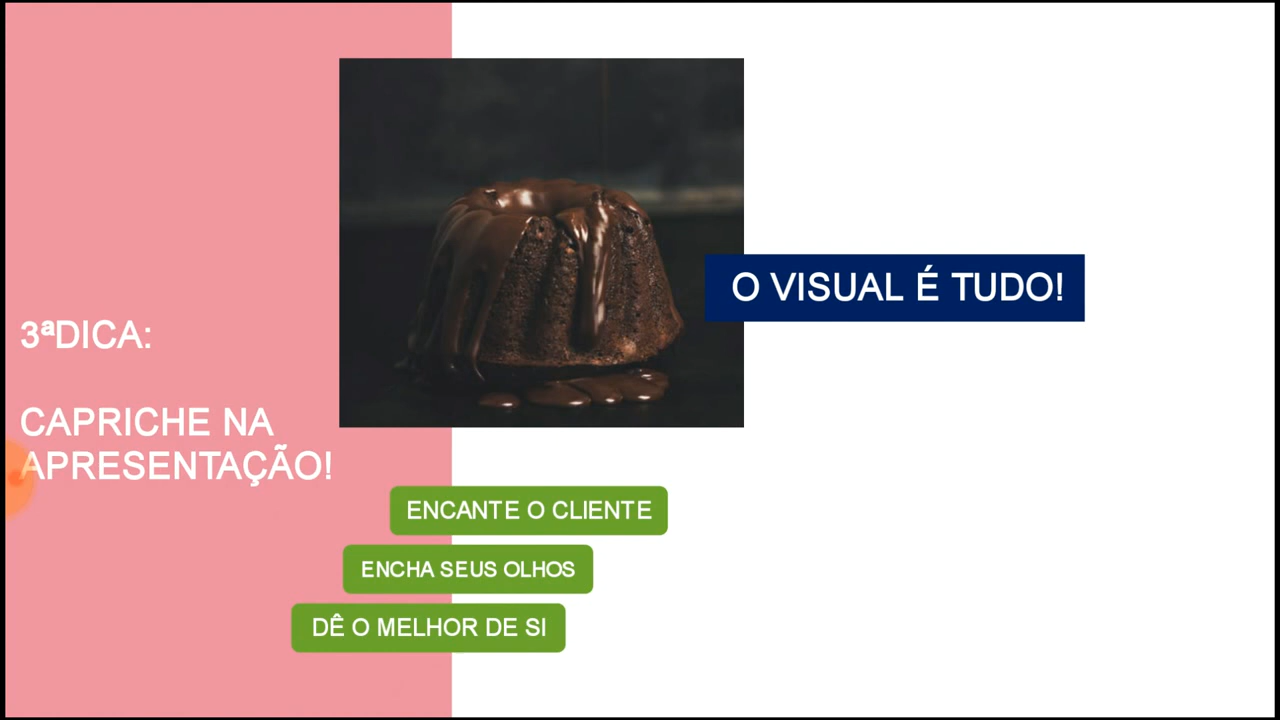 3ªDICA:
CAPRICHE NA
APRESENTAÇÃO!
O VISUAL É TUDO!
ENCANTE O CLIENTE
ENCHA SEUS OLHOS
DÊ O MELHOR DE SI